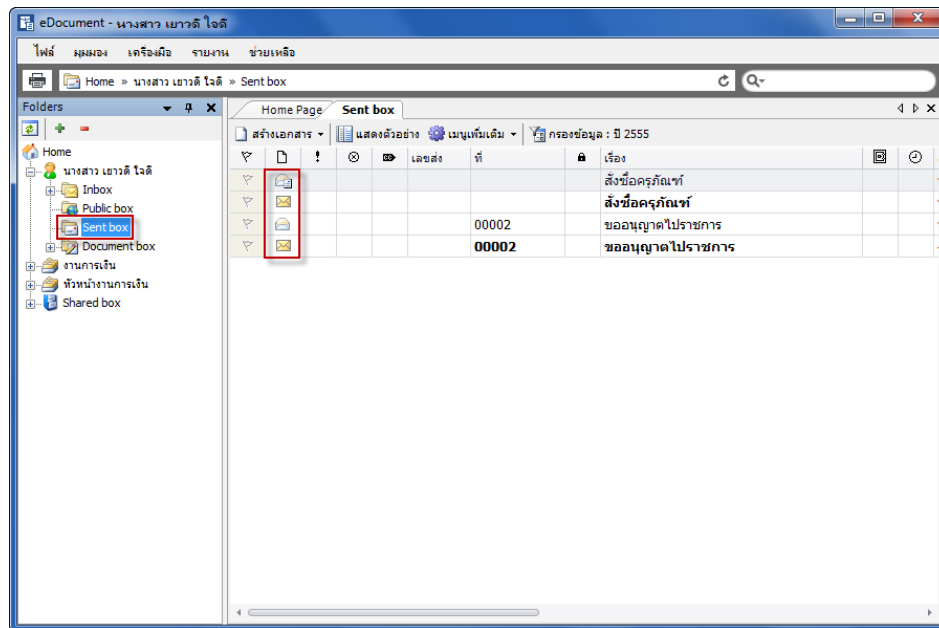 eDocument - นางสาว เยาวดี ใจดี
ไฟล์ มุมมอง เครื่องมือ รายงาน ช่วยเหลือ
Home » นางสาว เยาวดี ใจดี » Sent box
Folders
Home Page Sent box
สร้างเอกสาร แสดงตัวอย่าง เมนูเพิ่มเติม กรองข้อมูล : ปี 2555
Home
นางสาว เยาวดี ใจดี
Inbox
Public box
Sent box
Document box
งานการเงิน
หัวหน้างานการเงิน
Shared box
เลขส่ง ที่ เรื่อง
สั่งซื้อครุภัณฑ์
สั่งซื้อครุภัณฑ์
00002 ขออนุญาตไปราชการ
00002 ขออนุญาตไปราชการ